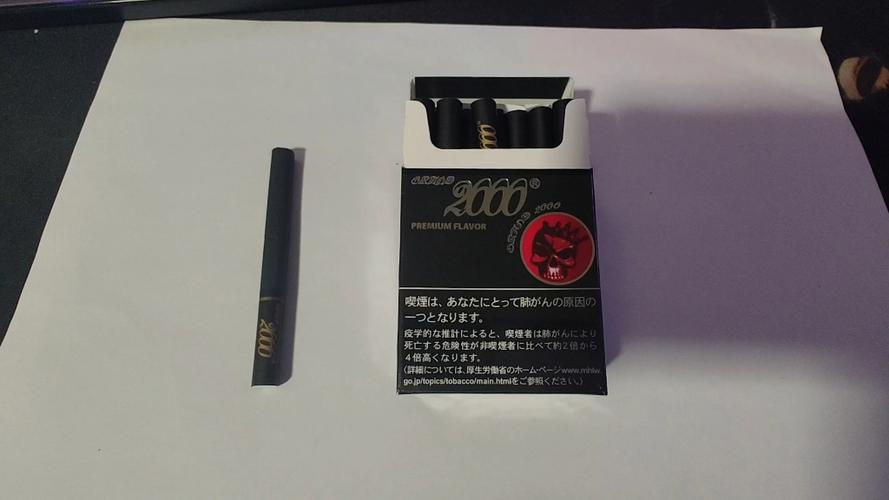 2000
000
GRAND
2000®
GRAND 2000
PREMIUM FLAVOR
喫煙は、あなたにとって肺がんの原因の
一つとなります。
疫学的な推計によると、喫煙者は肺がんにより
死亡する危険性が非喫煙者に比べて約2倍から
4倍高くなります。
(詳細については、厚生労働省のホーム・ページwww.mhlw.
go.jp/topics/tobacco/main.htmlをご参照ください。)